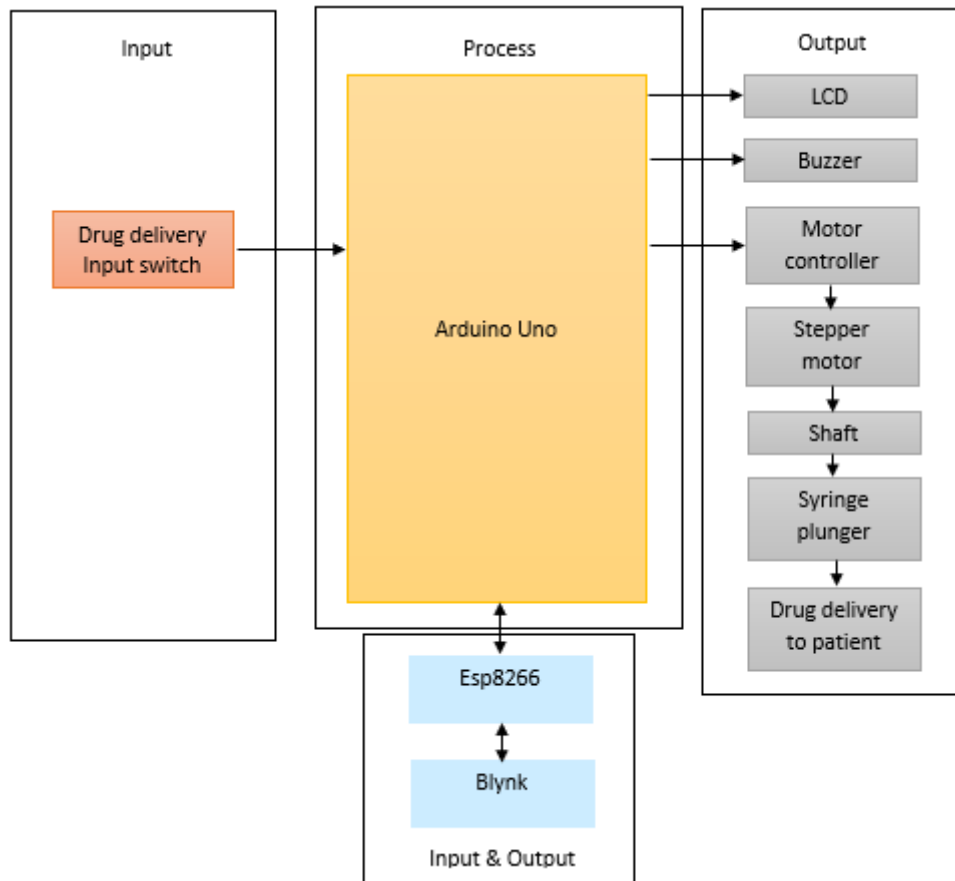 Input
Drug delivery
Input switch
Process
Arduino Uno
Output
LCD
Buzzer
Motor
controller
Stepper
motor
Shaft
Syringe
plunger
Drug delivery
to patient
Esp8266
Blynk
Input & Output